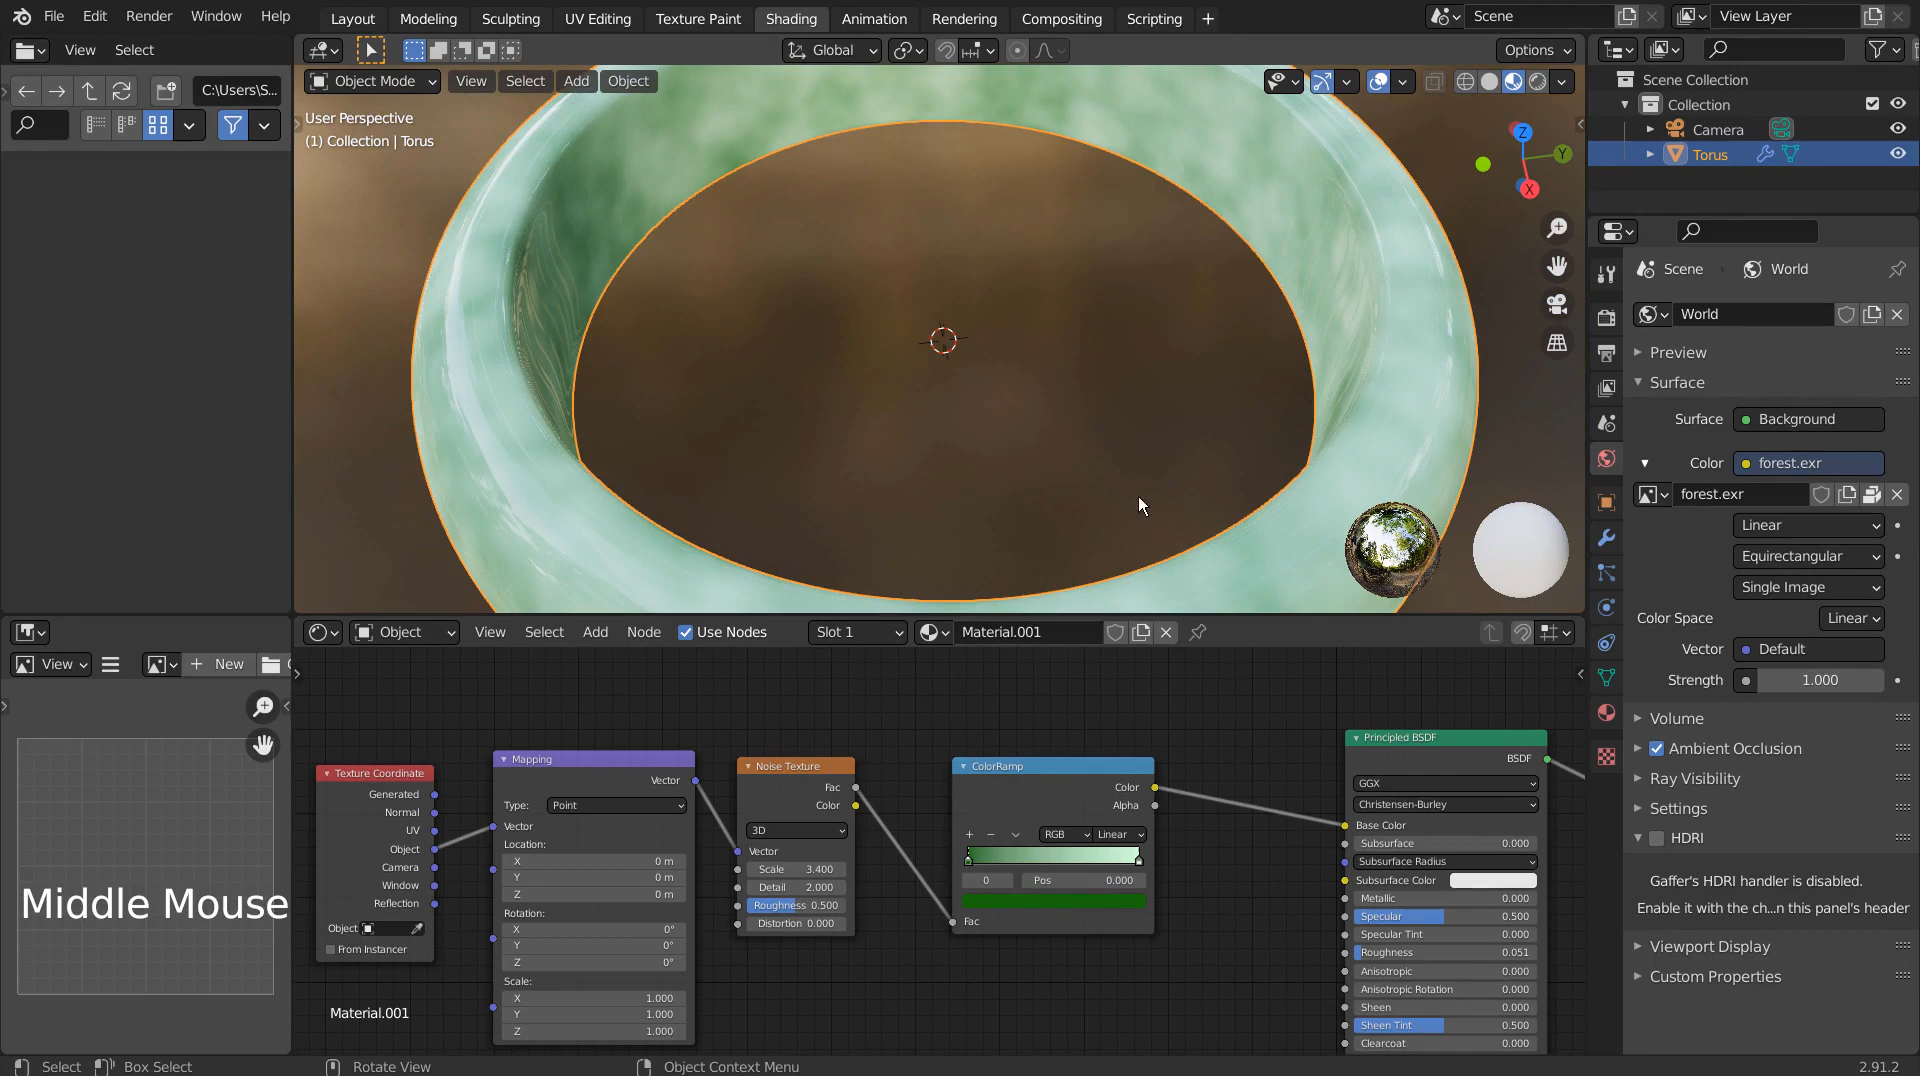 File Edit Render Window Help Layout Modeling Sculpting UV Editing Texture Paint Shading Animation Rendering Compositing Scripting + Scene View Layer
View Select Global Options
Object Mode View Select Add Object
C:\Users\S...
User Perspective
(1) Collection | Torus
Z
Y
X
Scene Collection
Collection
Camera
Torus
Scene World
World
Preview
Surface
Surface Background
Color forest.exr
forest.exr
Linear
Equirectangular
Single Image
Color Space Linear
Vector Default
Strength 1.000
Volume
Ambient Occlusion
Ray Visibility
Settings
HDRI
Gaffer's HDRI handler is disabled.
Enable it with the ch...n this panel's header
Viewport Display
Custom Properties
View + New
Middle Mouse
Object View Select Add Node Use Nodes Slot 1 Material.001
Texture Coordinate
Generated
Normal
UV
Object
Camera
Window
Reflection
Object
From Instancer
Material.001
Mapping
Vector
Type: Point
Vector
Location:
X 0 m
Y 0 m
Z 0 m
Rotation:
X 0°
Y 0°
Z 0°
Scale:
X 1.000
Y 1.000
Z 1.000
Noise Texture
Fac
Color
3D
Vector
Scale 3.400
Detail 2.000
Roughness 0.500
Distortion 0.000
ColorRamp
Color
Alpha
+ − RGB Linear
0 Pos 0.000
Fac
Principled BSDF
BSDF
GGX
Christensen-Burley
Base Color
Subsurface 0.000
Subsurface Radius
Subsurface Color
Metallic 0.000
Specular 0.500
Specular Tint 0.000
Roughness 0.051
Anisotropic 0.000
Anisotropic Rotation 0.000
Sheen 0.000
Sheen Tint 0.500
Clearcoat 0.000
Select Box Select Rotate View Object Context Menu 2.91.2